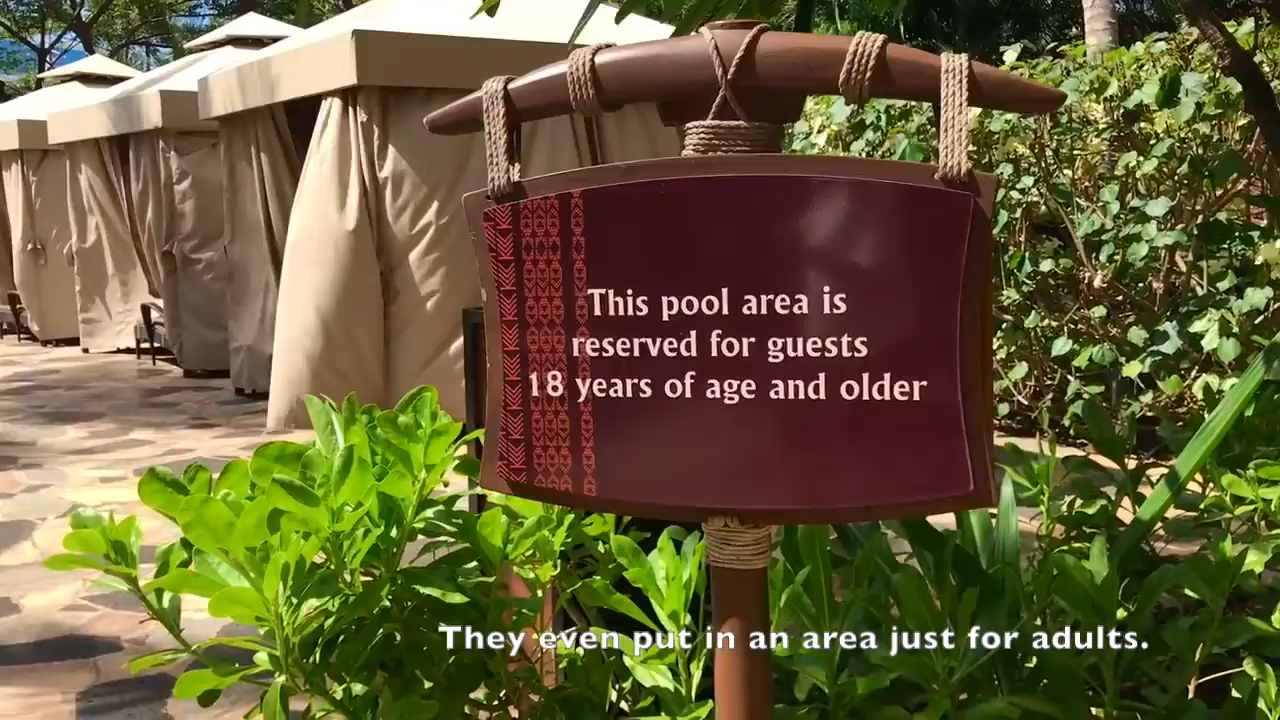 This pool area is
reserved for guests
18 years of age and older
They even put in an area just for adults.